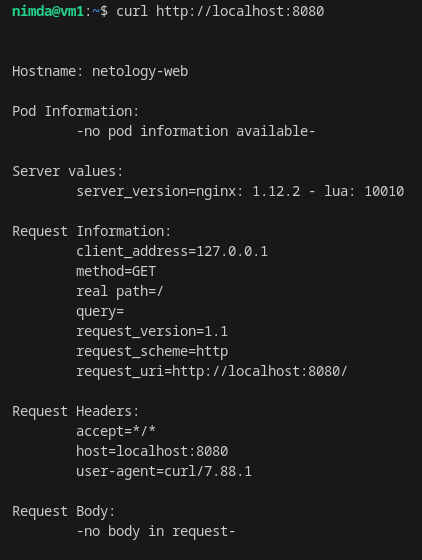 nimda@vm1:~$ curl http://localhost:8080
Hostname: netology-web
Pod Information:
-no pod information available-
Server values:
server_version=nginx: 1.12.2 - lua: 10010
Request Information:
client_address=127.0.0.1
method=GET
real path=/
query=
request_version=1.1
request_scheme=http
request_uri=http://localhost:8080/
Request Headers:
accept=*/*
host=localhost:8080
user-agent=curl/7.88.1
Request Body:
-no body in request-